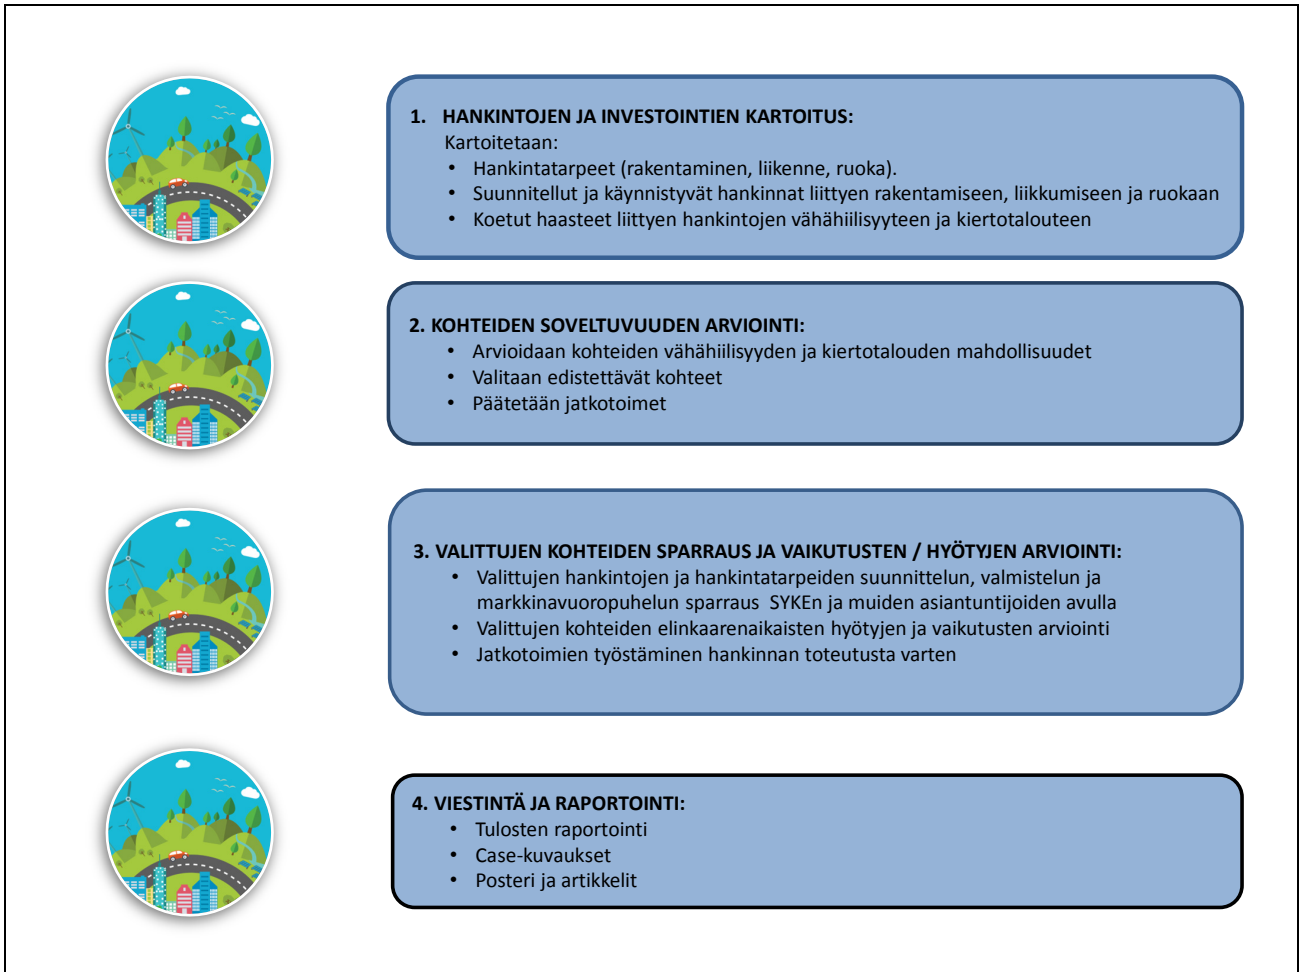 1. HANKINTOJEN JA INVESTOINTIEN KARTOITUS:
Kartoitetaan:
• Hankintatarpeet (rakentaminen, liikenne, ruoka).
• Suunnitellut ja käynnistyvät hankinnat liittyen rakentamiseen, liikkumiseen ja ruokaan
• Koetut haasteet liittyen hankintojen vähähiilisyyteen ja kiertotalouteen
2. KOHTEIDEN SOVELTUVUUDEN ARVIOINTI:
• Arvioidaan kohteiden vähähiilisyyden ja kiertotalouden mahdollisuudet
• Valitaan edistettävät kohteet
• Päätetään jatkotoimet
3. VALITTUJEN KOHTEIDEN SPARRAUS JA VAIKUTUSTEN / HYÖTYJEN ARVIOINTI:
• Valittujen hankintojen ja hankintatarpeiden suunnittelun, valmistelun ja
markkinavuoropuhelun sparraus SYKEn ja muiden asiantuntijoiden avulla
• Valittujen kohteiden elinkaarenaikaisten hyötyjen ja vaikutusten arviointi
• Jatkotoimien työstäminen hankinnan toteutusta varten
4. VIESTINTÄ JA RAPORTOINTI:
• Tulosten raportointi
• Case-kuvaukset
• Posteri ja artikkelit